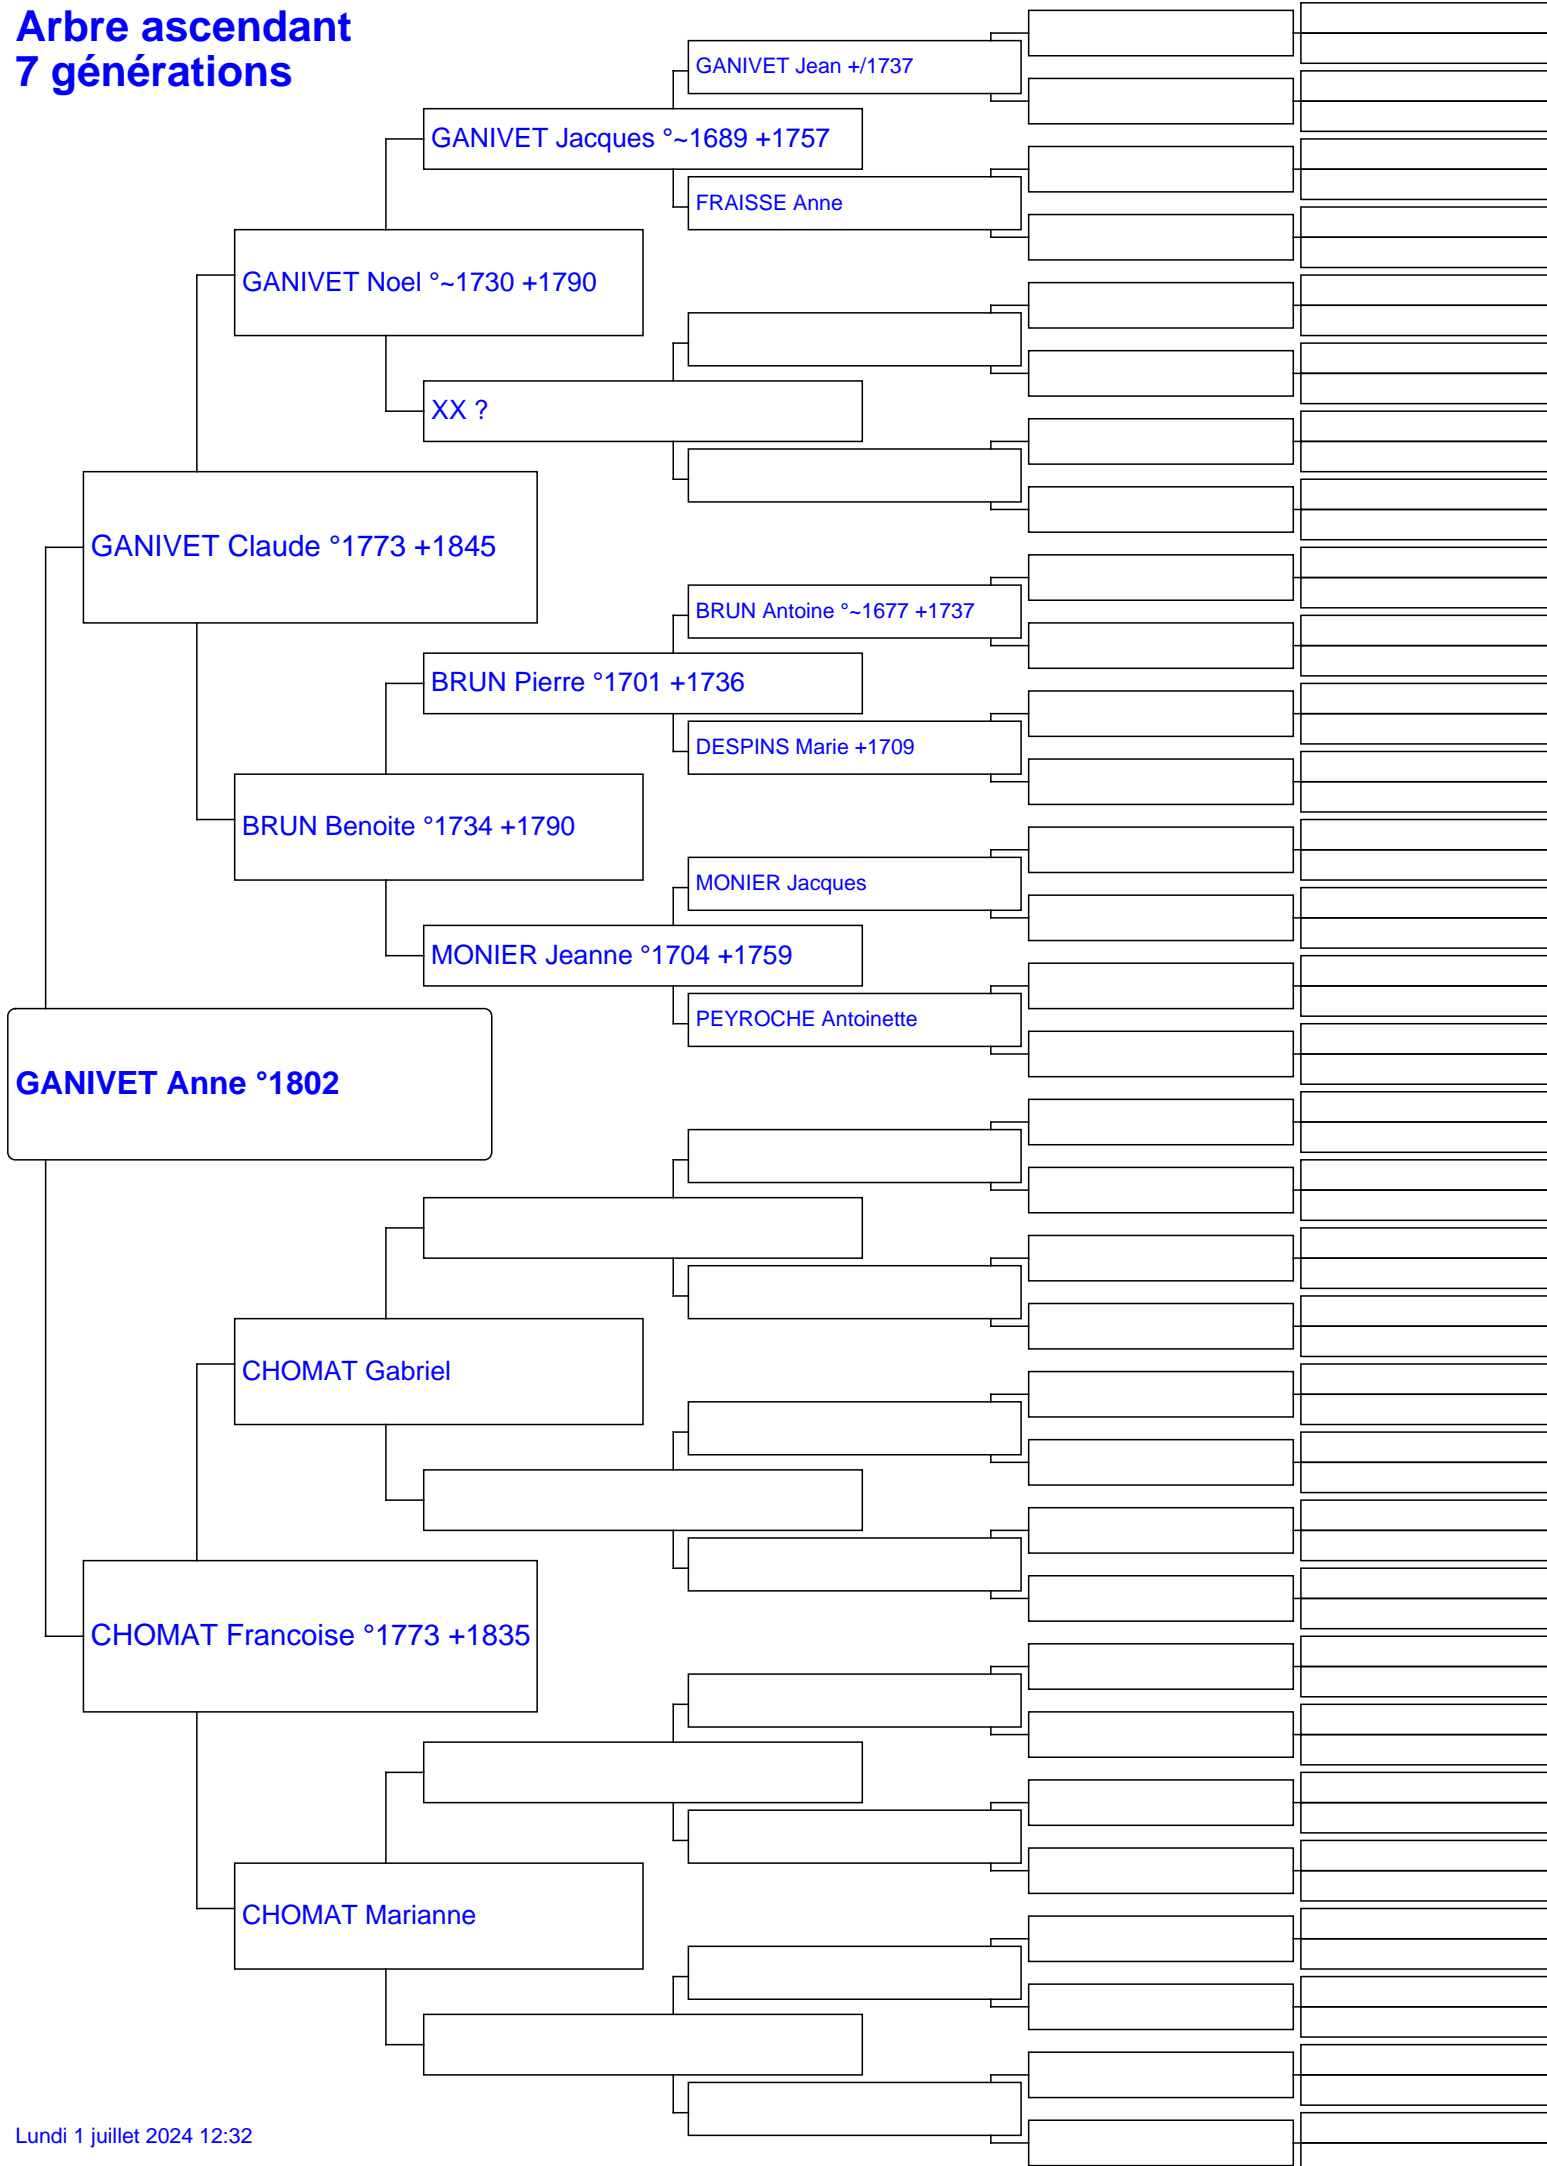 Arbre ascendant
7 générations
GANIVET Jean +/1737
GANIVET Jacques °~1689 +1757
FRAISSE Anne
GANIVET Noel °~1730 +1790
XX ?
GANIVET Claude °1773 +1845
BRUN Antoine °~1677 +1737
BRUN Pierre °1701 +1736
DESPINS Marie +1709
BRUN Benoite °1734 +1790
MONIER Jacques
MONIER Jeanne °1704 +1759
PEYROCHE Antoinette
GANIVET Anne °1802
CHOMAT Gabriel
CHOMAT Francoise °1773 +1835
CHOMAT Marianne
Lundi 1 juillet 2024 12:32